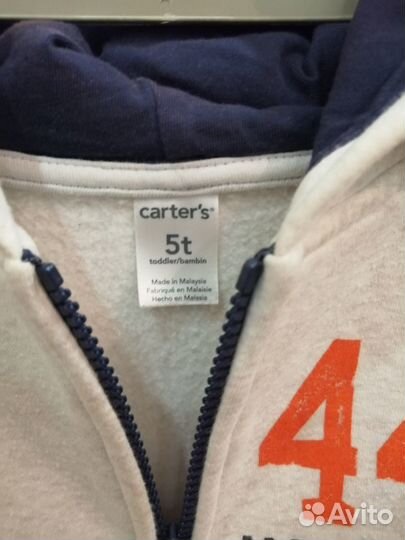 carter's®
5t
toddler/bambin
Made in Malaysia
Fabriqué en Malaisie
Hecho en Malasia
44
Avito